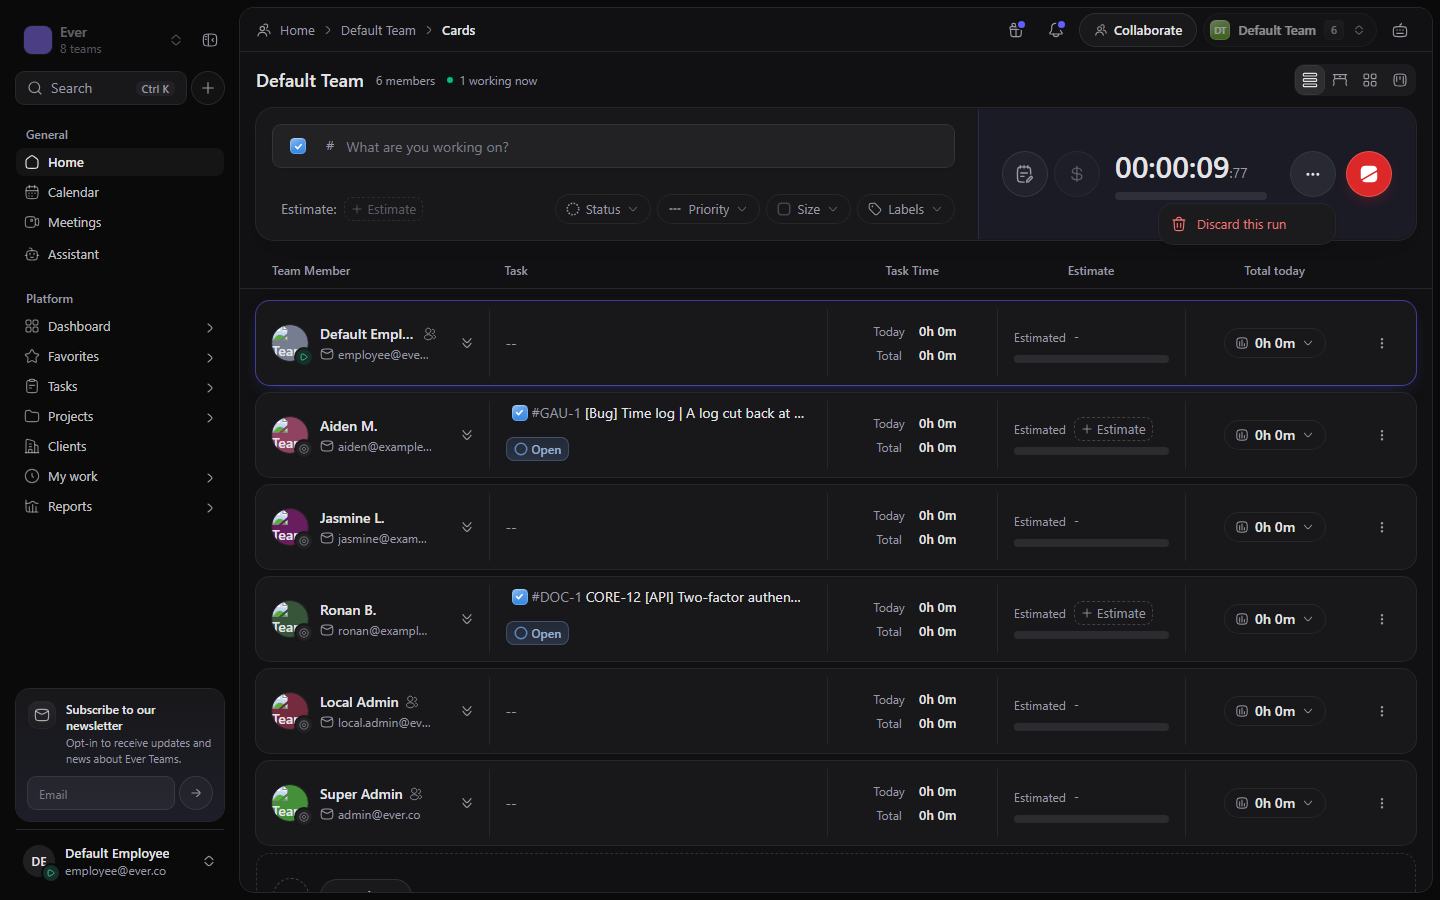 Ever
8 teams
Search
Ctrl K
General
Home
Calendar
Meetings
Assistant
Platform
Dashboard
Favorites
Tasks
Projects
Clients
My work
Reports
Subscribe to our
newsletter
Opt-in to receive updates and
news about Ever Teams.
Email
DE
Default Employee
employee@ever.co
Home
Default Team
Cards
Collaborate
DT
Default Team
6
Default Team
6 members
1 working now
# What are you working on?
Estimate:
+ Estimate
Status
Priority
Size
Labels
00:00:09:77
Discard this run
Team Member
Task
Task Time
Estimate
Total today
Default Empl...
employee@eve...
--
Today 0h 0m
Total 0h 0m
Estimated -
0h 0m
Aiden M.
aiden@example...
#GAU-1 [Bug] Time log | A log cut back at ...
Open
Today 0h 0m
Total 0h 0m
Estimated + Estimate
0h 0m
Jasmine L.
jasmine@exam...
--
Today 0h 0m
Total 0h 0m
Estimated -
0h 0m
Ronan B.
ronan@exampl...
#DOC-1 CORE-12 [API] Two-factor authen...
Open
Today 0h 0m
Total 0h 0m
Estimated + Estimate
0h 0m
Local Admin
local.admin@ev...
--
Today 0h 0m
Total 0h 0m
Estimated -
0h 0m
Super Admin
admin@ever.co
--
Today 0h 0m
Total 0h 0m
Estimated -
0h 0m